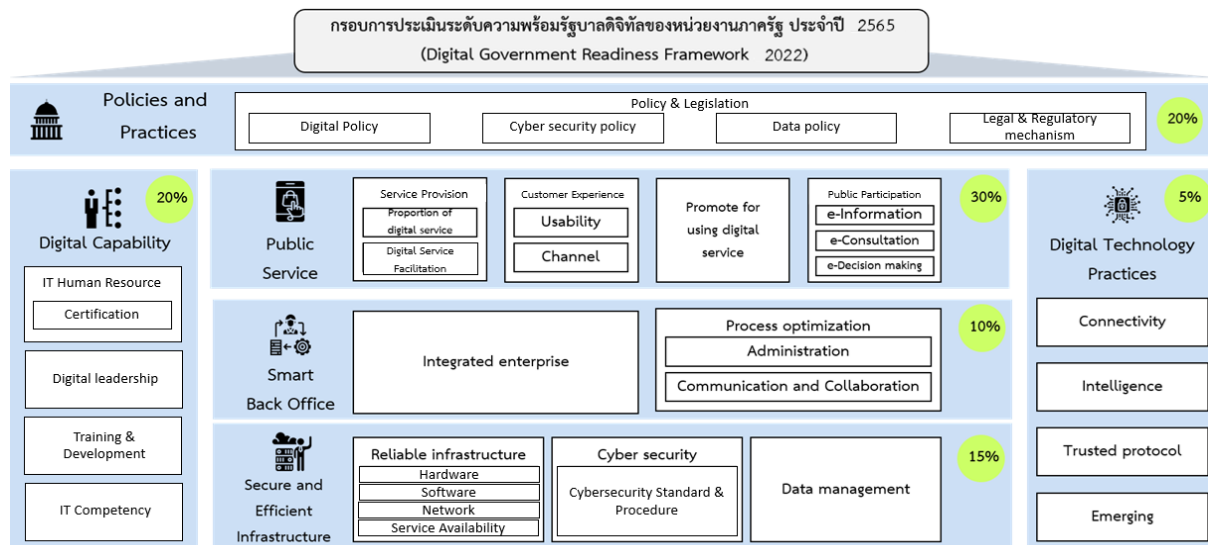 กรอบการประเมินระดับความพร้อมรัฐบาลดิจิทัลของหน่วยงานภาครัฐ ประจำปี 2565
(Digital Government Readiness Framework 2022)
Policies and
Practices
Policy & Legislation
Digital Policy
Cyber security policy
Data policy
Legal & Regulatory
mechanism
20%
20%
Digital Capability
IT Human Resource
Certification
Digital leadership
Training &
Development
IT Competency
Public
Service
Service Provision
Proportion of
digital service
Digital Service
Facilitation
Customer Experience
Usability
Channel
Promote for
using digital
service
Public Participation
e-Information
e-Consultation
e-Decision making
30%
Smart
Back Office
Integrated enterprise
Process optimization
Administration
Communication and Collaboration
10%
Secure and
Efficient
Infrastructure
Reliable infrastructure
Hardware
Software
Network
Service Availability
Cyber security
Cybersecurity Standard &
Procedure
Data management
15%
5%
Digital Technology
Practices
Connectivity
Intelligence
Trusted protocol
Emerging